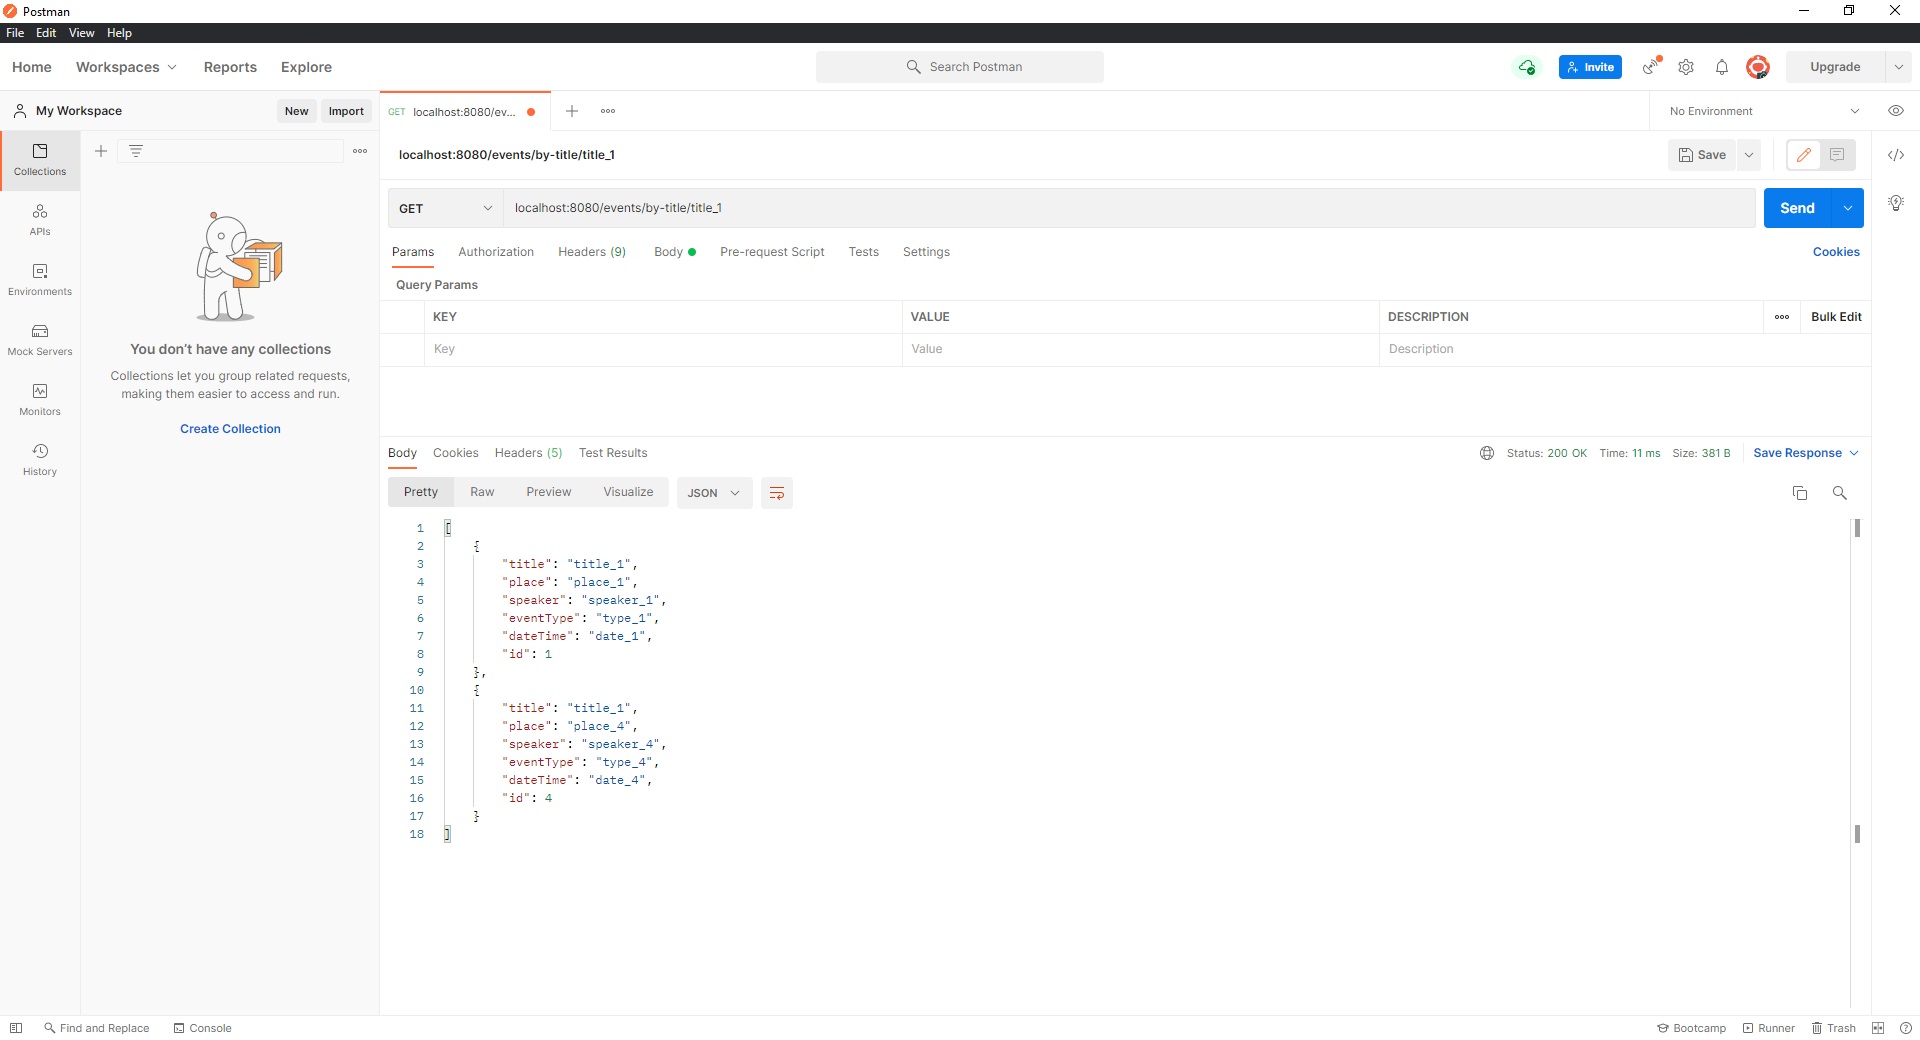 Postman
File Edit View Help
Home Workspaces Reports Explore Search Postman Invite Upgrade
My Workspace New Import GET localhost:8080/ev... No Environment
localhost:8080/events/by-title/title_1 Save
GET localhost:8080/events/by-title/title_1 Send
Params Authorization Headers (9) Body Pre-request Script Tests Settings Cookies
Query Params
KEY VALUE DESCRIPTION Bulk Edit
Key Value Description
Collections
APIs
Environments
Mock Servers
Monitors
History
You don't have any collections
Collections let you group related requests,
making them easier to access and run.
Create Collection
Body Cookies Headers (5) Test Results Status: 200 OK Time: 11 ms Size: 381 B Save Response
Pretty Raw Preview Visualize JSON
1 [
2 {
3 "title": "title_1",
4 "place": "place_1",
5 "speaker": "speaker_1",
6 "eventType": "type_1",
7 "dateTime": "date_1",
8 "id": 1
9 },
10 {
11 "title": "title_1",
12 "place": "place_4",
13 "speaker": "speaker_4",
14 "eventType": "type_4",
15 "dateTime": "date_4",
16 "id": 4
17 }
18 ]
Find and Replace Console Bootcamp Runner Trash